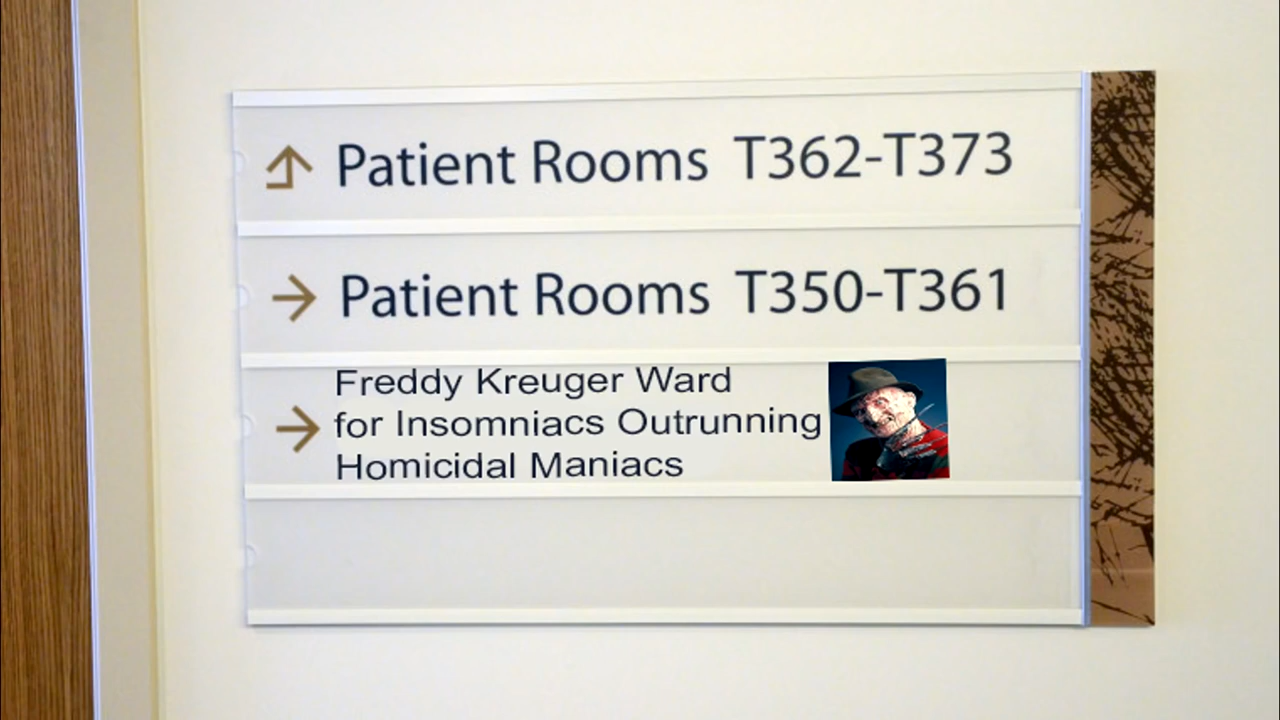 Patient Rooms T362-T373
Patient Rooms T350-T361
Freddy Kreuger Ward
for Insomniacs Outrunning
Homicidal Maniacs